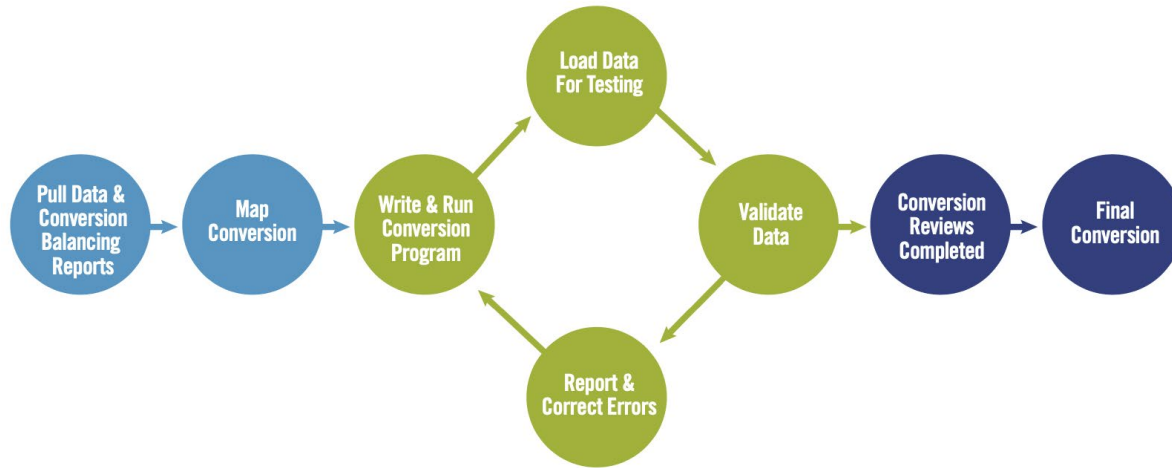 Pull Data &
Conversion
Balancing
Reports
Map
Conversion
Write & Run
Conversion
Program
Load Data
For Testing
Validate
Data
Report &
Correct Errors
Conversion
Reviews
Completed
Final
Conversion